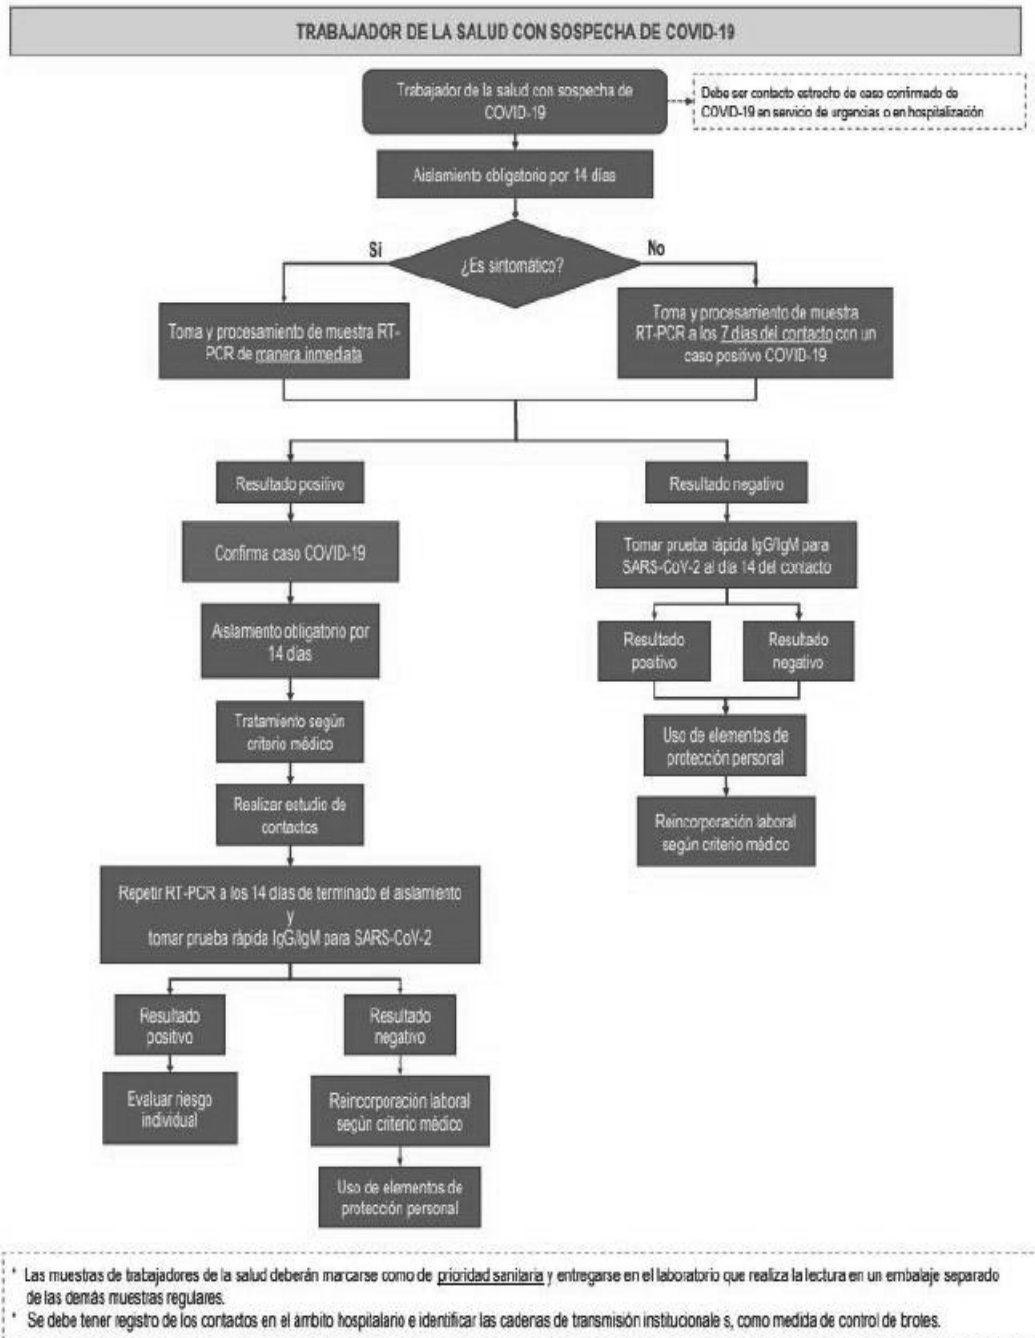 TRABAJADOR DE LA SALUD CON SOSPECHA DE COVID-19
Trabajador de la salud con sospecha de
COVID-19
Debe ser contacto estrecho de caso confirmado de
COVID-19 en servicio de urgencias o en hospitalización
Aislamiento obligatorio por 14 días
Sí
No
¿Es sintomático?
Toma y procesamiento de muestra RT-
PCR de manera inmediata
Toma y procesamiento de muestra
RT-PCR a los 7 días del contacto con un
caso positivo COVID-19
Resultado positivo
Resultado negativo
Confirma caso COVID-19
Tomar prueba rápida IgG/IgM para
SARS-CoV-2 al día 14 del contacto
Aislamiento obligatorio por
14 días
Resultado
positivo
Resultado
negativo
Tratamiento según
criterio médico
Uso de elementos de
protección personal
Realizar estudio de
contactos
Reincorporación laboral
según criterio médico
Repetir RT-PCR a los 14 días de terminado el aislamiento
y
tomar prueba rápida IgG/IgM para SARS-CoV-2
Resultado
positivo
Resultado
negativo
Evaluar riesgo
individual
Reincorporación laboral
según criterio médico
Uso de elementos de
protección personal
* Las muestras de trabajadores de la salud deberán marcarse como de prioridad sanitaria y entregarse en el laboratorio que realiza la lectura en un embalaje separado
de las demás muestras regulares.
* Se debe tener registro de los contactos en el ámbito hospitalario e identificar las cadenas de transmisión institucionale s, como medida de control de brotes.